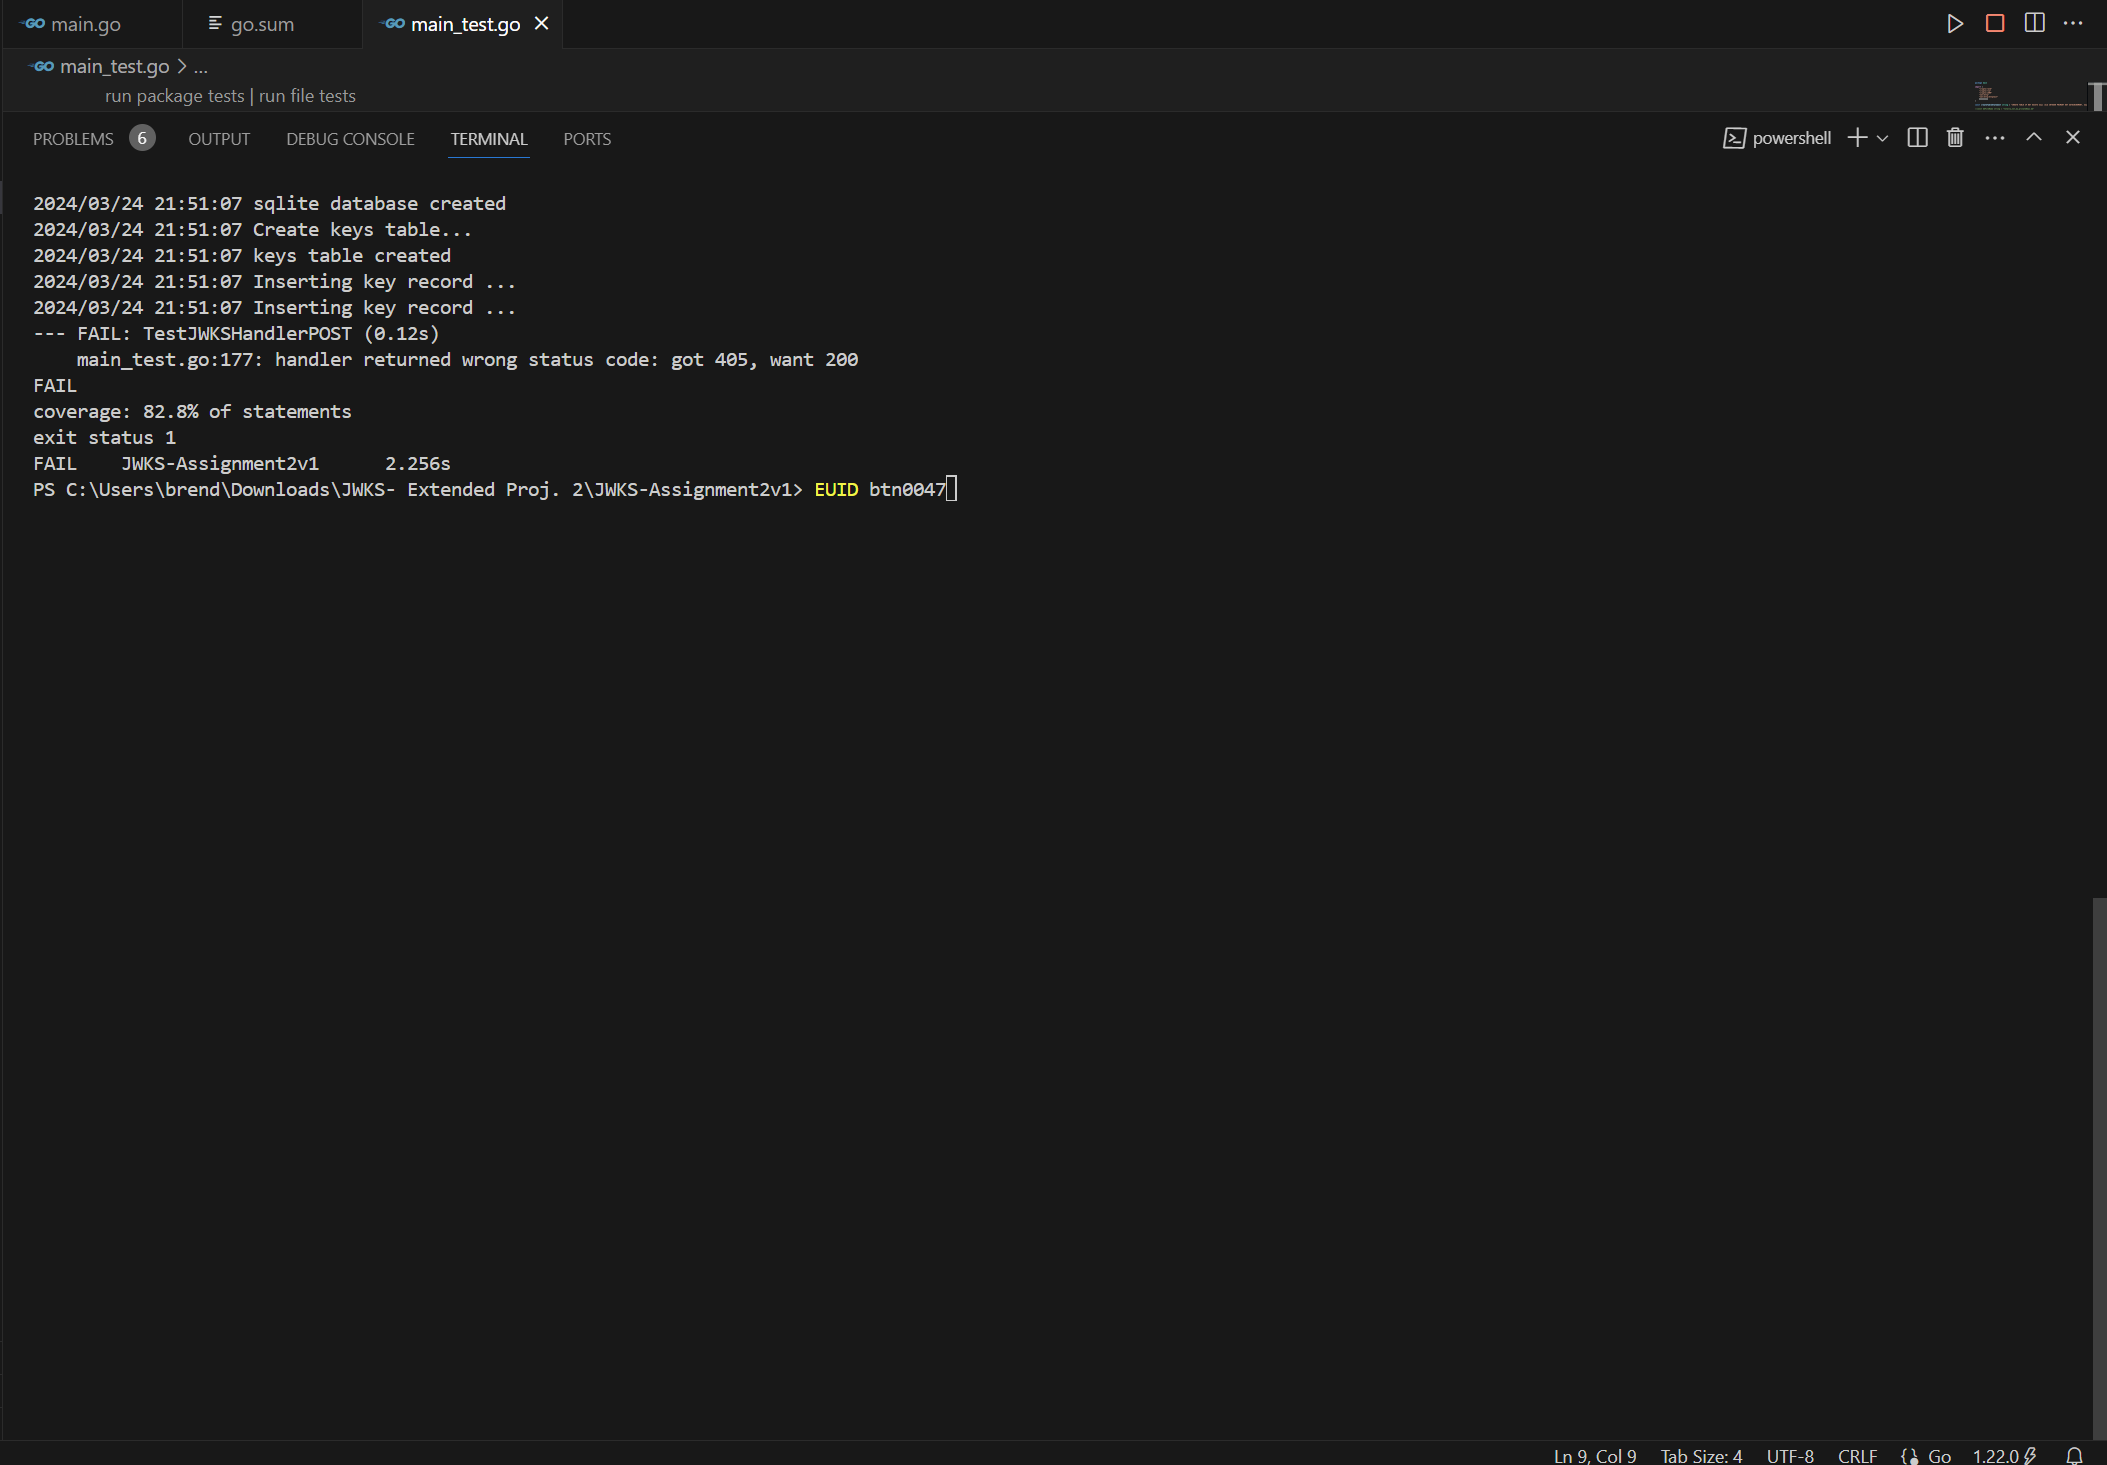 GO main.go go.sum GO main_test.go
GO main_test.go > ...
run package tests | run file tests
PROBLEMS 6 OUTPUT DEBUG CONSOLE TERMINAL PORTS powershell
2024/03/24 21:51:07 sqlite database created
2024/03/24 21:51:07 Create keys table...
2024/03/24 21:51:07 keys table created
2024/03/24 21:51:07 Inserting key record ...
2024/03/24 21:51:07 Inserting key record ...
--- FAIL: TestJWKSHandlerPOST (0.12s)
main_test.go:177: handler returned wrong status code: got 405, want 200
FAIL
coverage: 82.8% of statements
exit status 1
FAIL JWKS-Assignment2v1 2.256s
PS C:\Users\brend\Downloads\JWKS- Extended Proj. 2\JWKS-Assignment2v1> EUID btn0047
Ln 9, Col 9 Tab Size: 4 UTF-8 CRLF {} Go 1.22.0